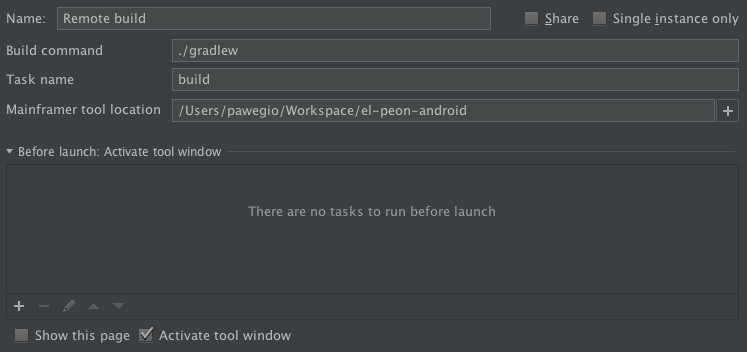 Name: Remote build Share Single instance only
Build command ./gradlew
Task name build
Mainframer tool location /Users/pawegio/Workspace/el-peon-android
Before launch: Activate tool window
There are no tasks to run before launch
Show this page Activate tool window